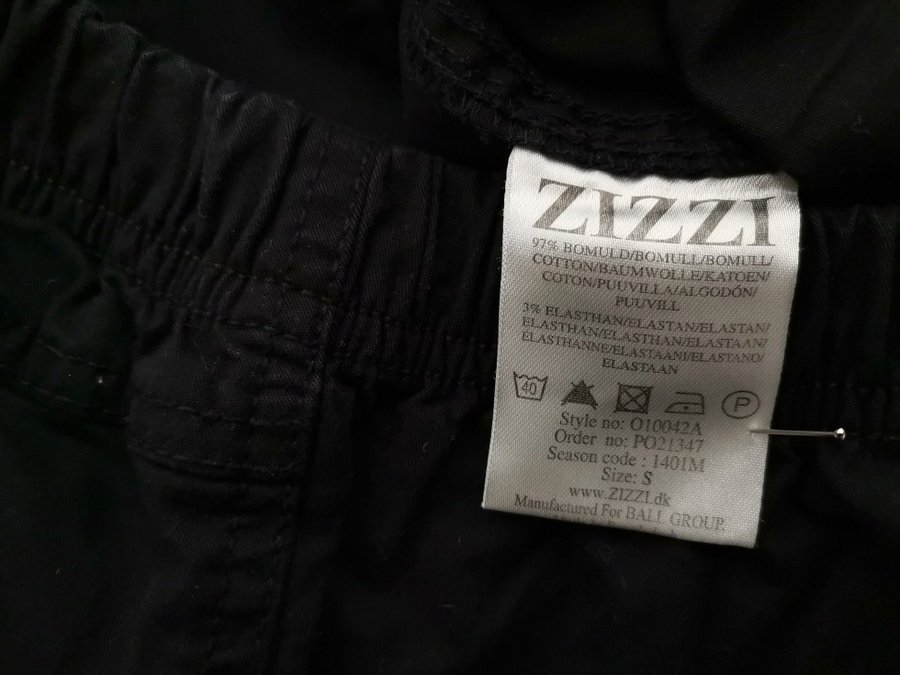 ZIZZI
97% BOMULD/BOMULL/BOMULL/
COTTON/BAUMWOLLE/KATOEN/
COTON/PUUVILLA/ALGODÓN/
PUUVILL
3% ELASTHAN/ELASTAN/ELASTAN/
ELASTHAN/ELASTHAN/ELASTAAN/
ÉLASTHANNE/ELASTAANI/ELASTANO/
ELASTAAN
40 P
Style no: O10042A
Order no: PO21347
Season code : 1401M
Size: S
www.ZIZZI.dk
Manufactured For BALL GROUP.